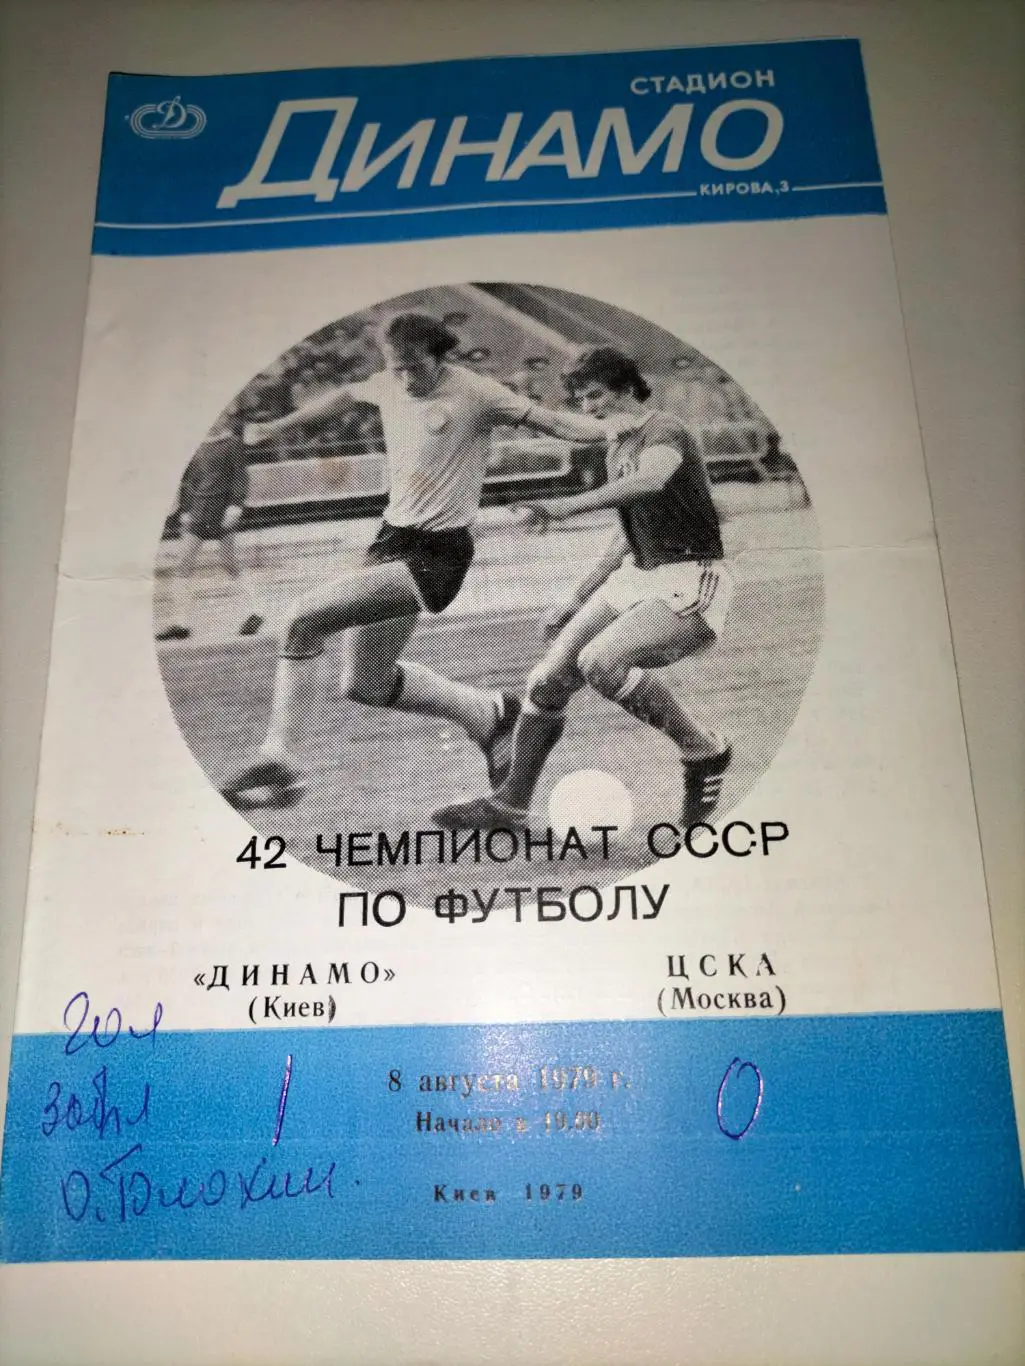 СТАДИОН
Д
ДИНАМО
КИРОВА,3
42 ЧЕМПИОНАТ СССР
ПО ФУТБОЛУ
«ДИНАМО» ЦСКА
(Киев) (Москва)
гол
забил 1 8 августа 1979 г. 0
Начало в 19.00
О.Блохин. Киев 1979